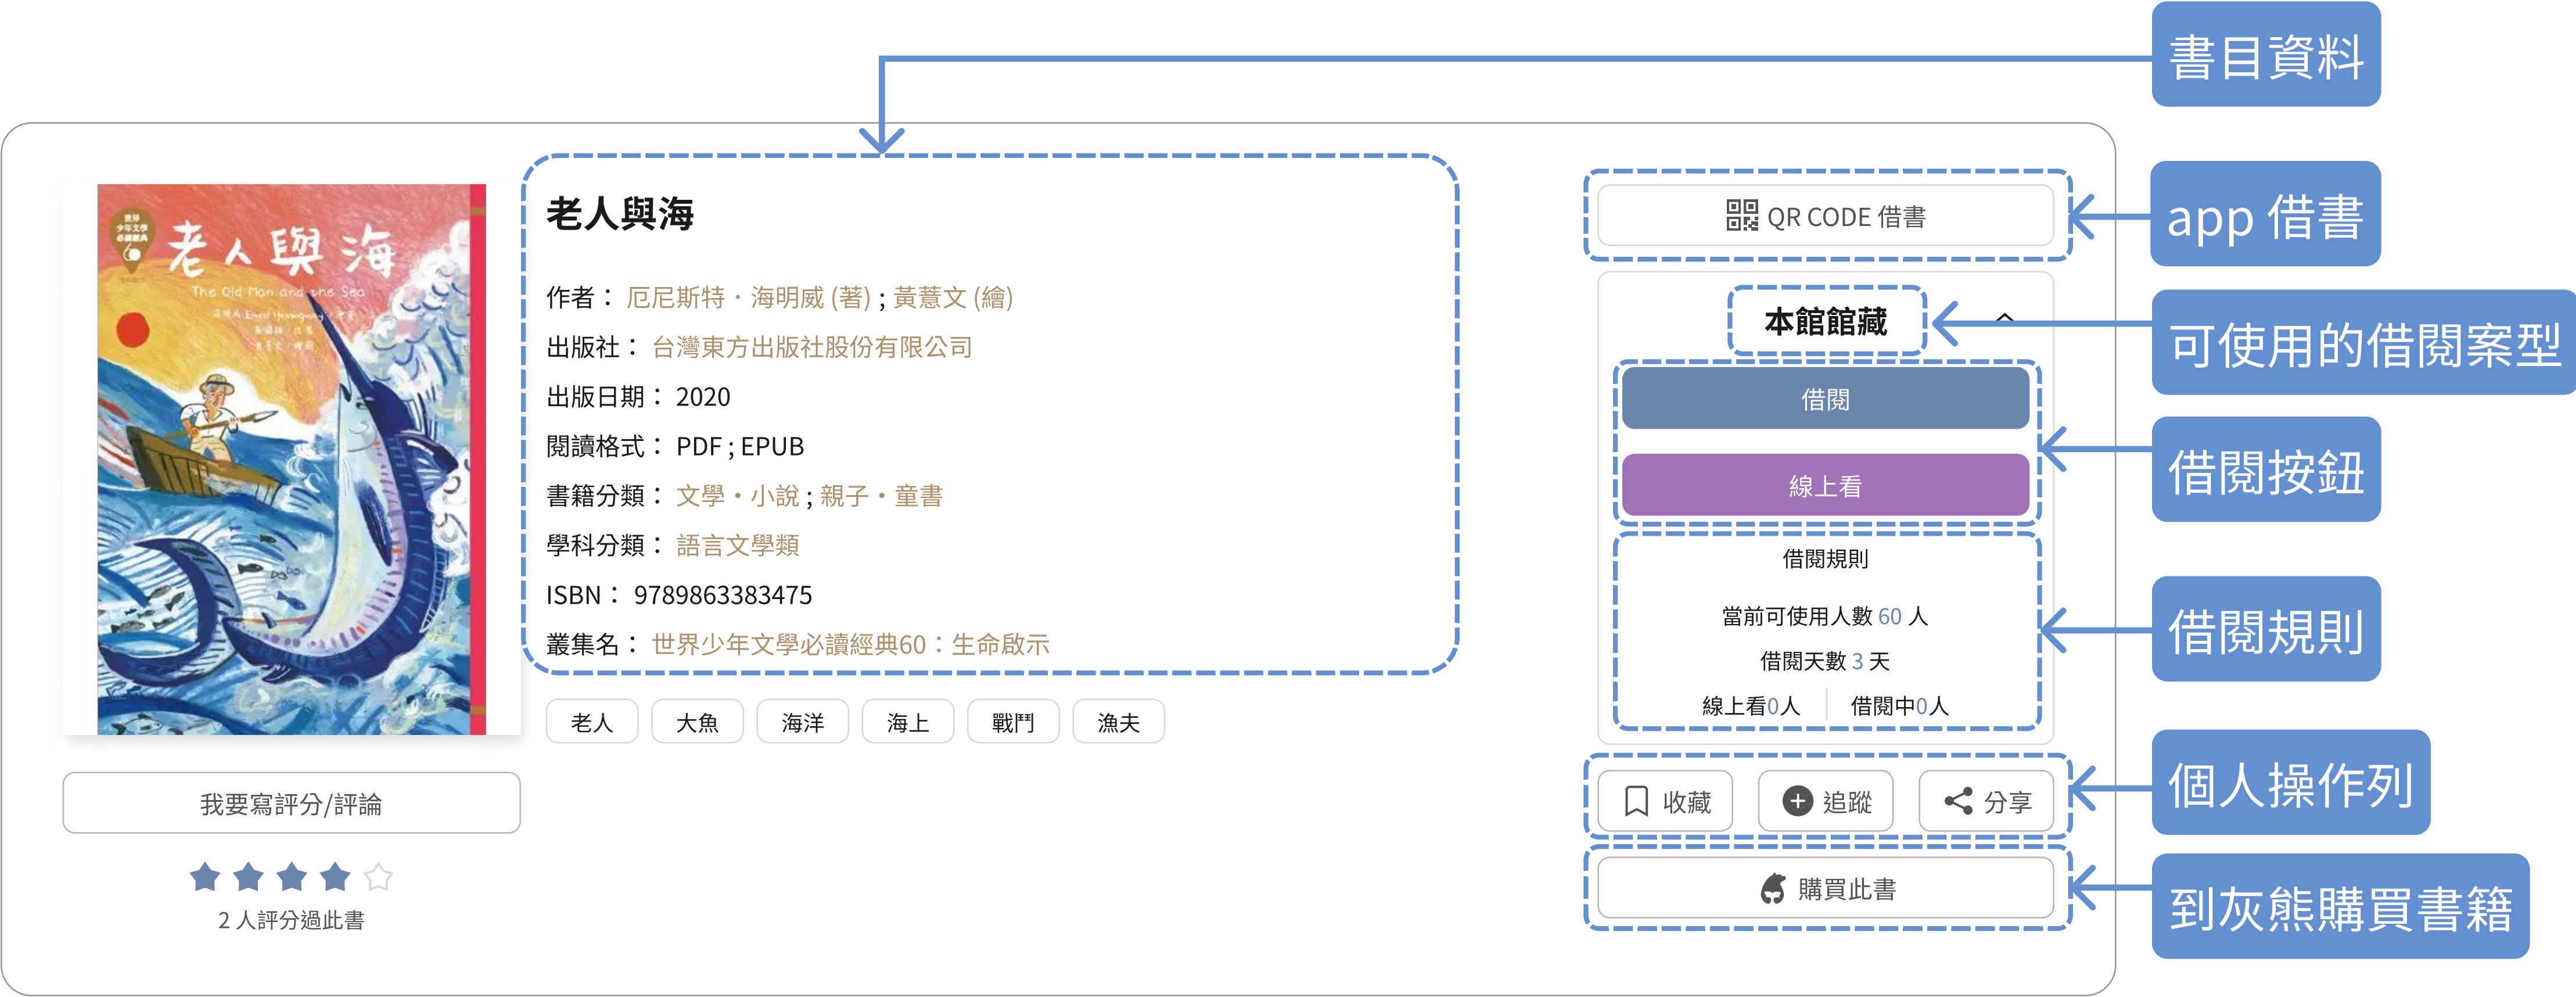 書目資料
世界
少年文學
必讀經典
60
老人與海
The Old Man and the Sea
老人與海
作者： 厄尼斯特・海明威 (著) ; 黃薏文 (繪)
出版社： 台灣東方出版社股份有限公司
出版日期： 2020
閱讀格式： PDF ; EPUB
書籍分類： 文學・小說 ; 親子・童書
學科分類： 語言文學類
ISBN： 9789863383475
叢集名： 世界少年文學必讀經典60：生命啟示
老人
大魚
海洋
海上
戰鬥
漁夫
我要寫評分/評論
2 人評分過此書
QR CODE 借書
app 借書
本館館藏
可使用的借閱案型
借閱
線上看
借閱按鈕
借閱規則
當前可使用人數 60 人
借閱天數 3 天
線上看0人
借閱中0人
借閱規則
收藏
追蹤
分享
個人操作列
購買此書
到灰熊購買書籍